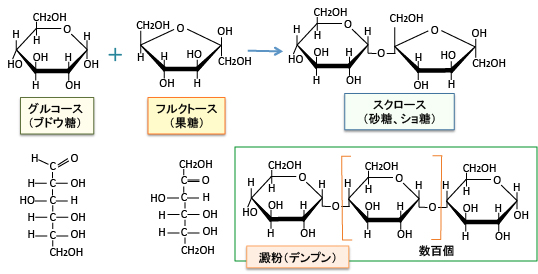 CH₂OH
H H O H
OH H
HO OH
H OH
+
CH₂OH O OH
H H HO CH₂OH
OH H
CH₂OH
H H O H
OH H
HO O
H OH
CH₂OH O OH
H H HO CH₂OH
OH H
グルコース
(ブドウ糖)
フルクトース
(果糖)
スクロース
(砂糖、ショ糖)
H C O
H C OH
HO C H
H C OH
H C OH
CH₂OH
CH₂OH
C O
HO C H
H C OH
H C OH
CH₂OH
CH₂OH CH₂OH CH₂OH
H H O H H O H H O H
HO OH H O OH H O OH H OH
H OH H OH H OH
澱粉(デンプン)
数百個